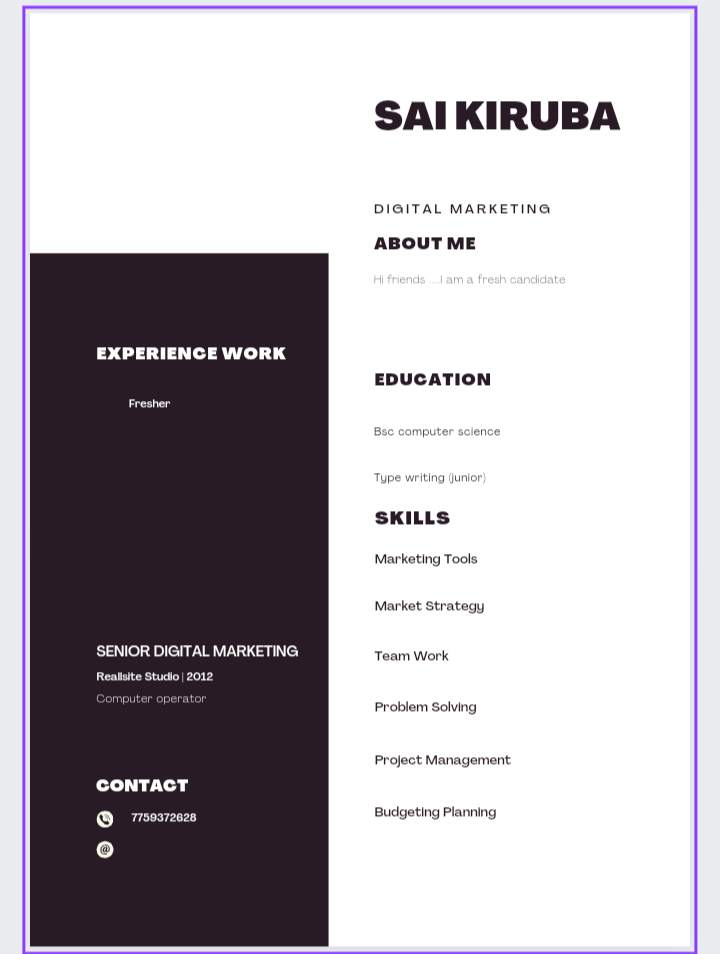 SAI KIRUBA
DIGITAL MARKETING
ABOUT ME
Hi friends .....I am a fresh candidate
EDUCATION
Bsc computer science
Type writing (junior)
SKILLS
Marketing Tools
Market Strategy
Team Work
Problem Solving
Project Management
Budgeting Planning
EXPERIENCE WORK
Fresher
SENIOR DIGITAL MARKETING
Reallsite Studio | 2012
Computer operator
CONTACT
7759372628
@